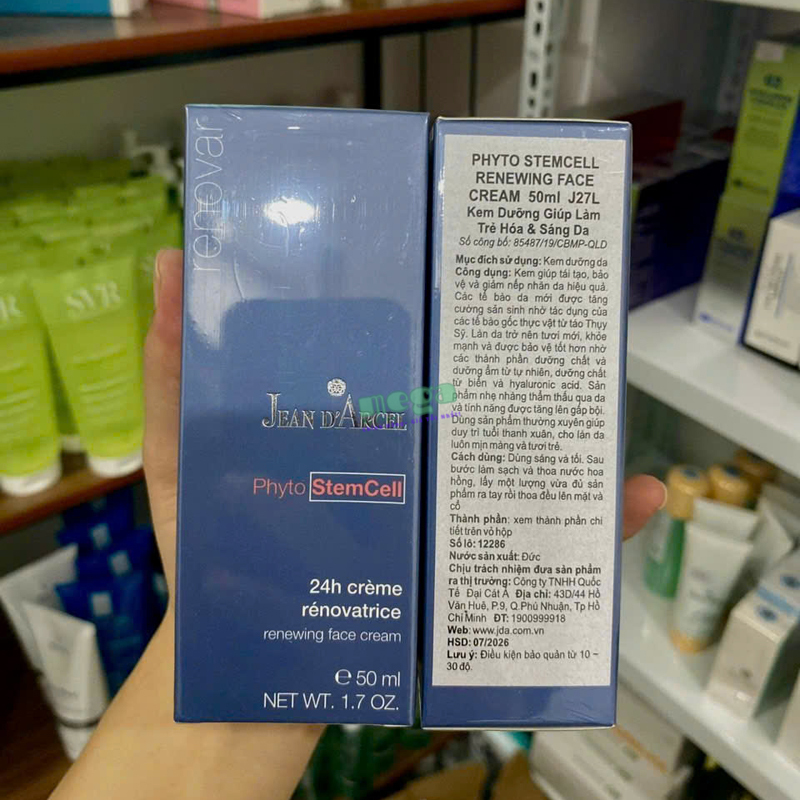 renovar
JEAN D'ARCEL
Phyto StemCell
24h crème
rénovatrice
renewing face cream
℮ 50 ml
NET WT. 1.7 OZ.
PHYTO STEMCELL
RENEWING FACE
CREAM 50ml J27L
Kem Dưỡng Giúp Làm
Trẻ Hóa & Sáng Da
Số công bố: 85487/19/CBMP-QLD
Mục đích sử dụng: Kem dưỡng da
Công dụng: Kem giúp tái tạo, bảo
vệ và giảm nếp nhăn da hiệu quả.
Các tế bào da mới được tăng
cường sản sinh nhờ tác dụng của
các tế bào gốc thực vật từ táo Thụy
Sỹ. Làn da trở nên tươi mới, khỏe
mạnh và được bảo vệ tốt hơn nhờ
các thành phần dưỡng chất và
dưỡng ẩm từ tự nhiên, dưỡng chất
từ biển và hyaluronic acid. Sản
phẩm nhẹ nhàng thẩm thấu qua da
và tính năng được tăng lên gấp bội.
Dùng sản phẩm thường xuyên giúp
duy trì tuổi thanh xuân, cho làn da
luôn mịn màng và tươi trẻ.
Cách dùng: Dùng sáng và tối. Sau
bước làm sạch và thoa nước hoa
hồng, lấy một lượng vừa đủ sản
phẩm ra tay rồi thoa đều lên mặt và
cổ
Thành phần: xem thành phần chi
tiết trên vỏ hộp
Số lô: 12286
Nước sản xuất: Đức
Chịu trách nhiệm đưa sản phẩm
ra thị trường: Công ty TNHH Quốc
Tế Đại Cát Á Địa chỉ: 43D/44 Hồ
Văn Huê, P.9, Q.Phú Nhuận, Tp Hồ
Chí Minh ĐT: 1900999918
Web: www.jda.com.vn
HSD: 07/2026
Lưu ý: Điều kiện bảo quản từ 10 ~
30 độ.
mega
SVR
SVR